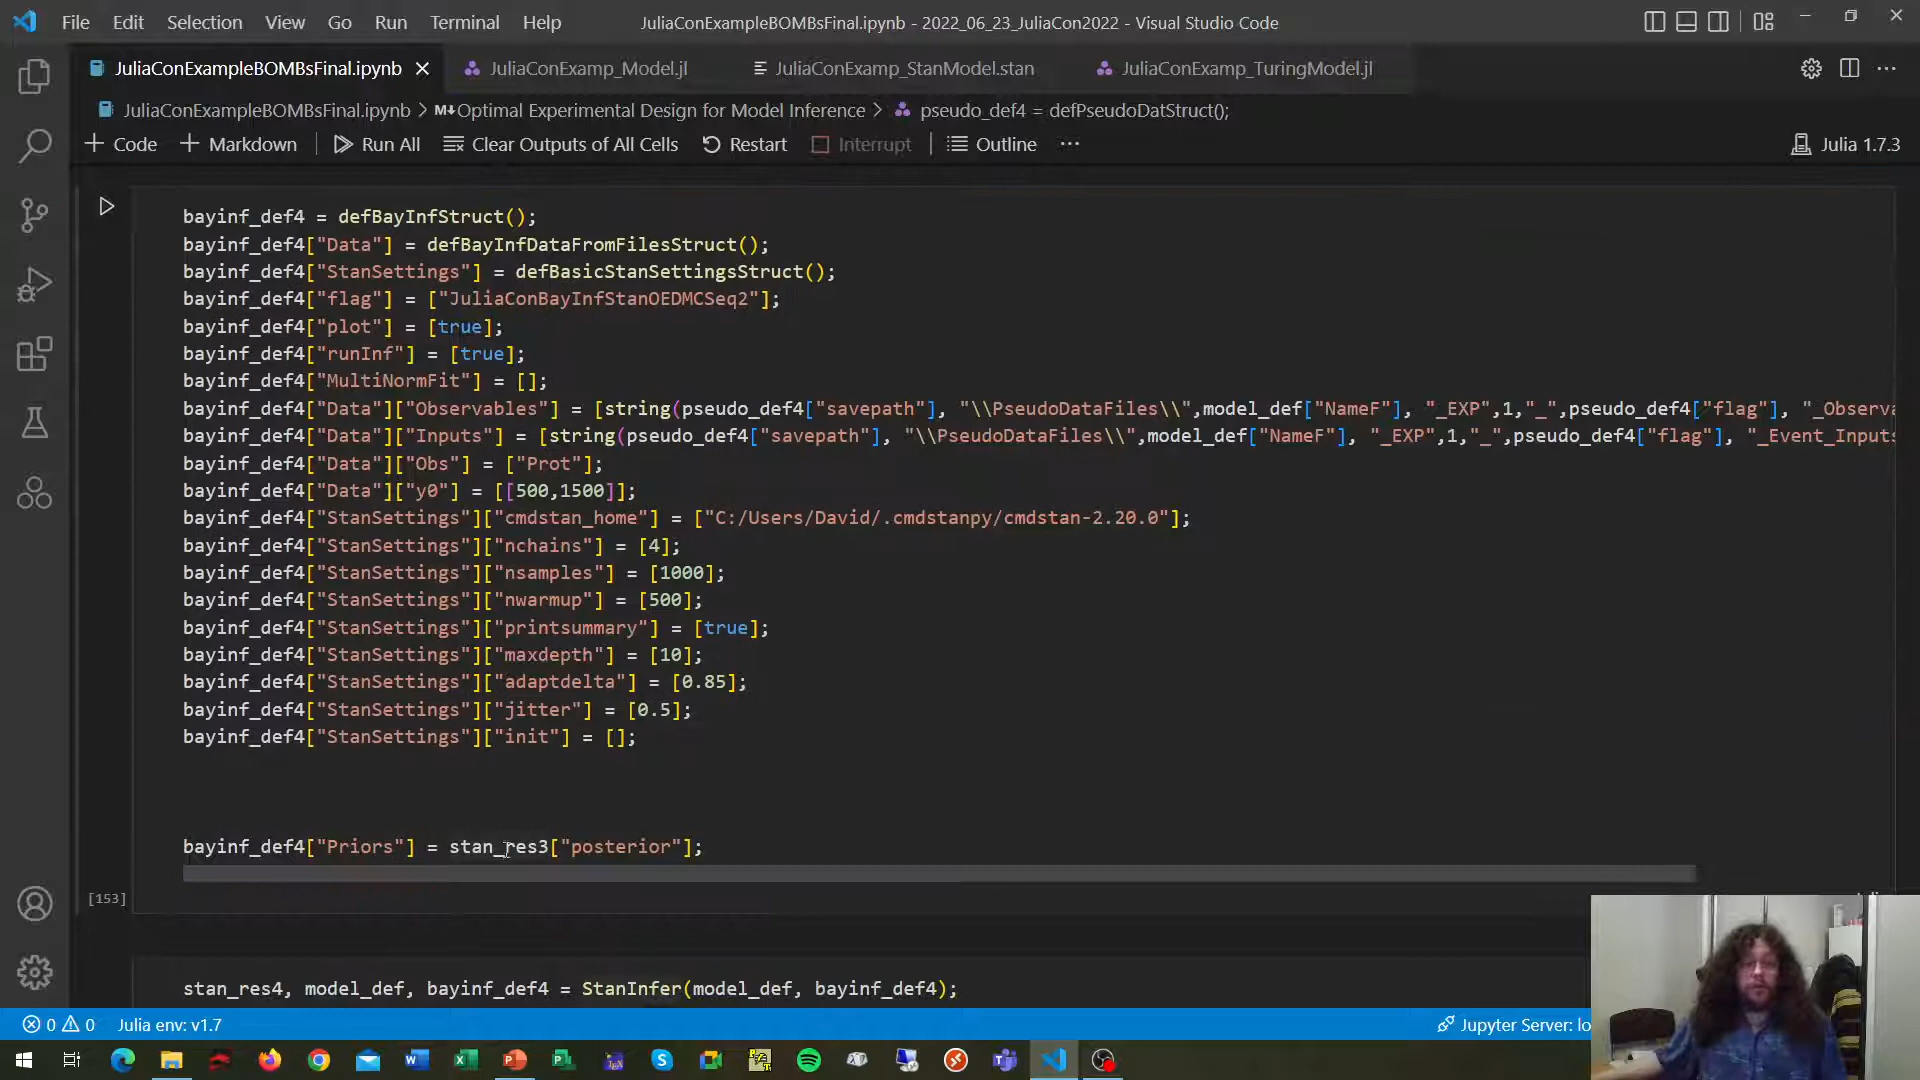 File Edit Selection View Go Run Terminal Help JuliaConExampleBOMBsFinal.ipynb - 2022_06_23_JuliaCon2022 - Visual Studio Code
JuliaConExampleBOMBsFinal.ipynb JuliaConExamp_Model.jl JuliaConExamp_StanModel.stan JuliaConExamp_TuringModel.jl
JuliaConExampleBOMBsFinal.ipynb > M↓Optimal Experimental Design for Model Inference > pseudo_def4 = defPseudoDatStruct();
+ Code + Markdown Run All Clear Outputs of All Cells Restart Interrupt Outline ... Julia 1.7.3
bayinf_def4 = defBayInfStruct();
bayinf_def4["Data"] = defBayInfDataFromFilesStruct();
bayinf_def4["StanSettings"] = defBasicStanSettingsStruct();
bayinf_def4["flag"] = ["JuliaConBayInfStanOEDMCSeq2"];
bayinf_def4["plot"] = [true];
bayinf_def4["runInf"] = [true];
bayinf_def4["MultiNormFit"] = [];
bayinf_def4["Data"]["Observables"] = [string(pseudo_def4["savepath"], "\\PseudoDataFiles\\",model_def["NameF"], "_EXP",1,"_",pseudo_def4["flag"], "_Observa
bayinf_def4["Data"]["Inputs"] = [string(pseudo_def4["savepath"], "\\PseudoDataFiles\\",model_def["NameF"], "_EXP",1,"_",pseudo_def4["flag"], "_Event_Inputs
bayinf_def4["Data"]["Obs"] = ["Prot"];
bayinf_def4["Data"]["y0"] = [[500,1500]];
bayinf_def4["StanSettings"]["cmdstan_home"] = ["C:/Users/David/.cmdstanpy/cmdstan-2.20.0"];
bayinf_def4["StanSettings"]["nchains"] = [4];
bayinf_def4["StanSettings"]["nsamples"] = [1000];
bayinf_def4["StanSettings"]["nwarmup"] = [500];
bayinf_def4["StanSettings"]["printsummary"] = [true];
bayinf_def4["StanSettings"]["maxdepth"] = [10];
bayinf_def4["StanSettings"]["adaptdelta"] = [0.85];
bayinf_def4["StanSettings"]["jitter"] = [0.5];
bayinf_def4["StanSettings"]["init"] = [];
bayinf_def4["Priors"] = stan_res3["posterior"];
[153]
stan_res4, model_def, bayinf_def4 = StanInfer(model_def, bayinf_def4);
0 0 Julia env: v1.7 Jupyter Server: lo